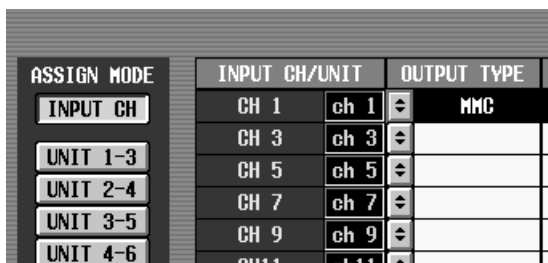 ASSIGN MODE
INPUT CH
UNIT 1-3
UNIT 2-4
UNIT 3-5
UNIT 4-6
INPUT CH/UNIT OUTPUT TYPE
CH 1 ch 1 MMC
CH 3 ch 3
CH 5 ch 5
CH 7 ch 7
CH 9 ch 9
CH11 ch11